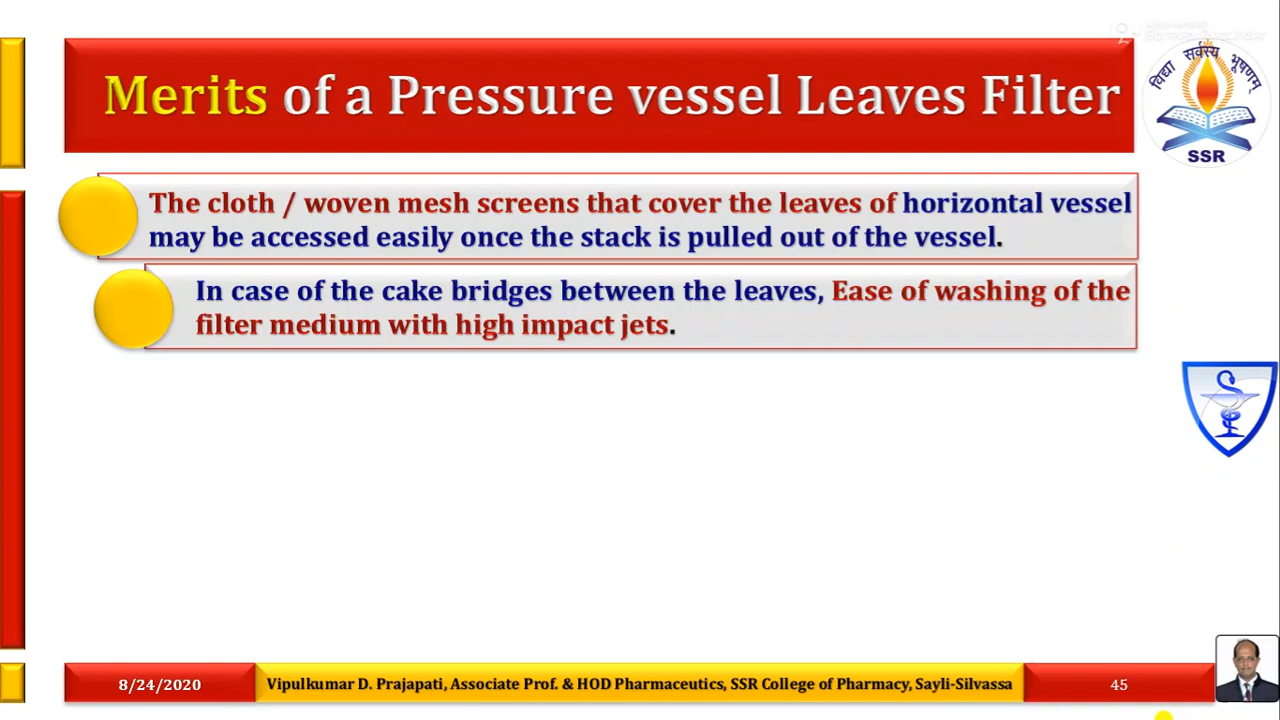 Merits of a Pressure vessel Leaves Filter
विद्या सर्वस्य भूषणम्
SSR
The cloth / woven mesh screens that cover the leaves of horizontal vessel
may be accessed easily once the stack is pulled out of the vessel.
In case of the cake bridges between the leaves, Ease of washing of the
filter medium with high impact jets.
8/24/2020
Vipulkumar D. Prajapati, Associate Prof. & HOD Pharmaceutics, SSR College of Pharmacy, Sayli-Silvassa
45